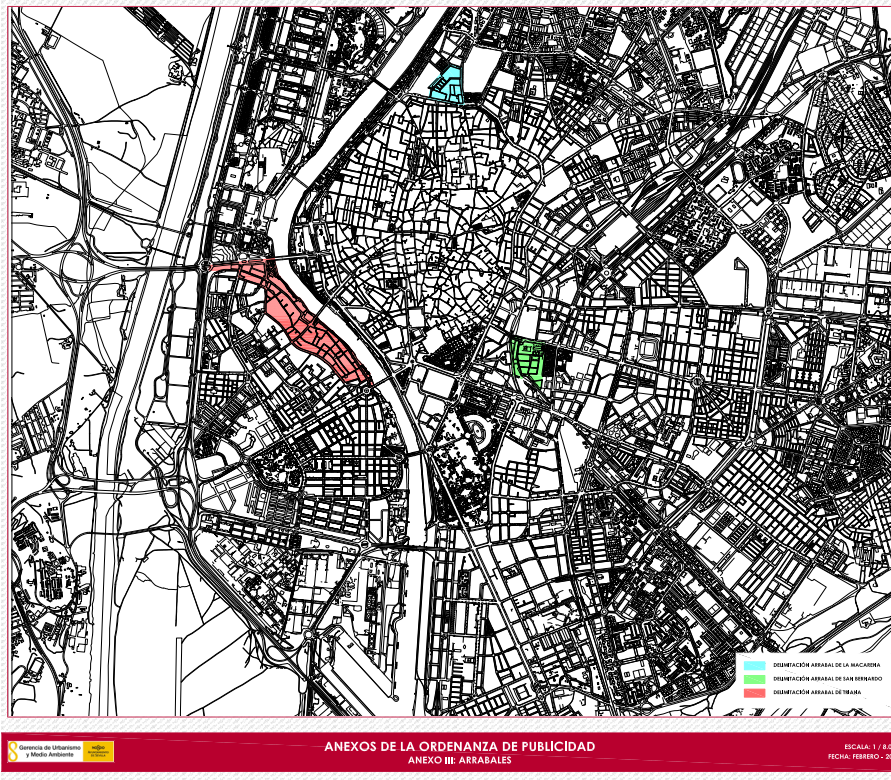 DELIMITACIÓN ARRABAL DE LA MACARENA
DELIMITACIÓN ARRABAL DE SAN BERNARDO
DELIMITACIÓN ARRABAL DE TRIANA
Gerencia de Urbanismo
y Medio Ambiente
ANEXOS DE LA ORDENANZA DE PUBLICIDAD
ANEXO III: ARRABALES
ESCALA: 1 / 8.0
FECHA: FEBRERO - 20